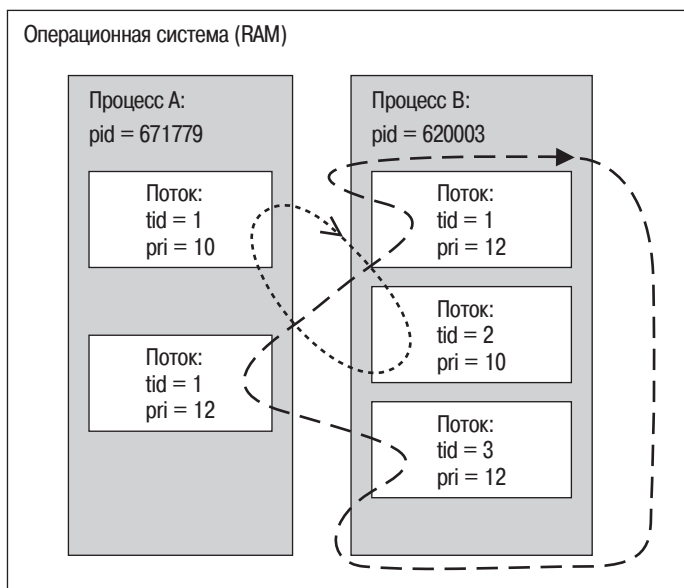 Операционная система (RAM)
Процесс A:
pid = 671779
Поток:
tid = 1
pri = 10
Поток:
tid = 1
pri = 12
Процесс B:
pid = 620003
Поток:
tid = 1
pri = 12
Поток:
tid = 2
pri = 10
Поток:
tid = 3
pri = 12